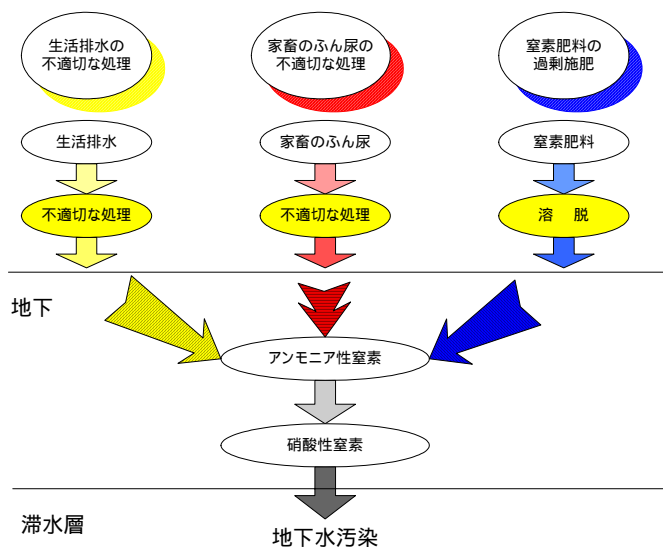 生活排水の
不適切な処理
家畜のふん尿の
不適切な処理
窒素肥料の
過剰施肥
生活排水
家畜のふん尿
窒素肥料
不適切な処理
不適切な処理
溶 脱
地下
アンモニア性窒素
硝酸性窒素
滞水層
地下水汚染